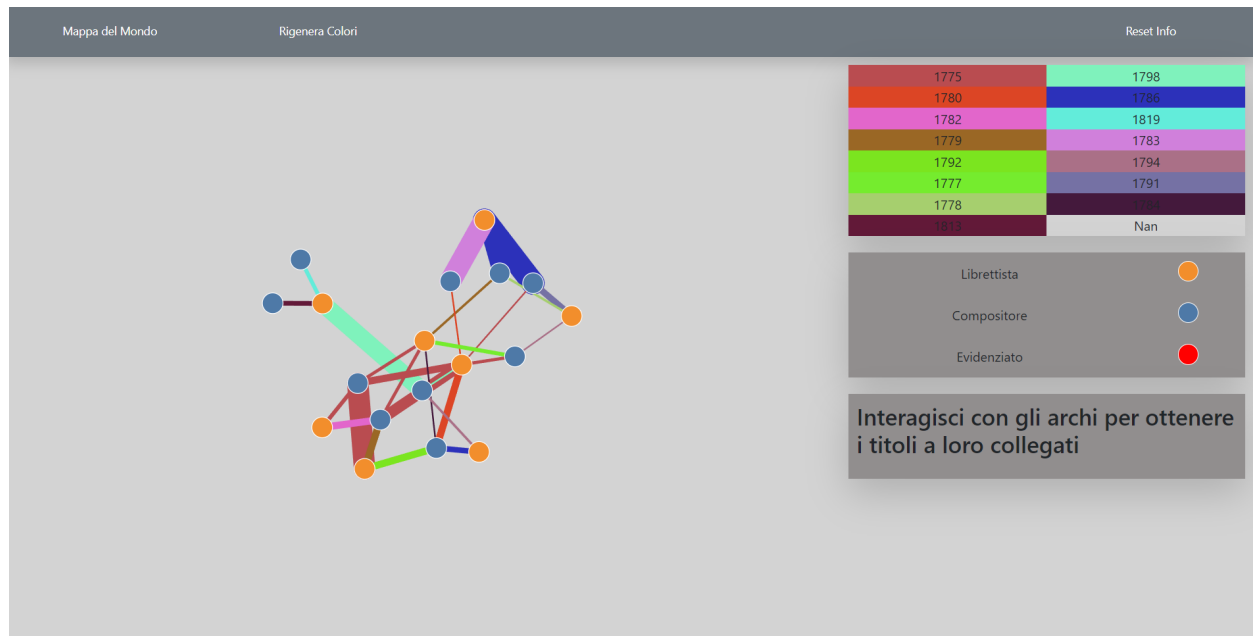 Mappa del Mondo Rigenera Colori Reset Info
1775 1798
1780 1786
1782 1819
1779 1783
1792 1794
1777 1791
1778
1813 Nan
Librettista
Compositore
Evidenziato
Interagisci con gli archi per ottenere
i titoli a loro collegati